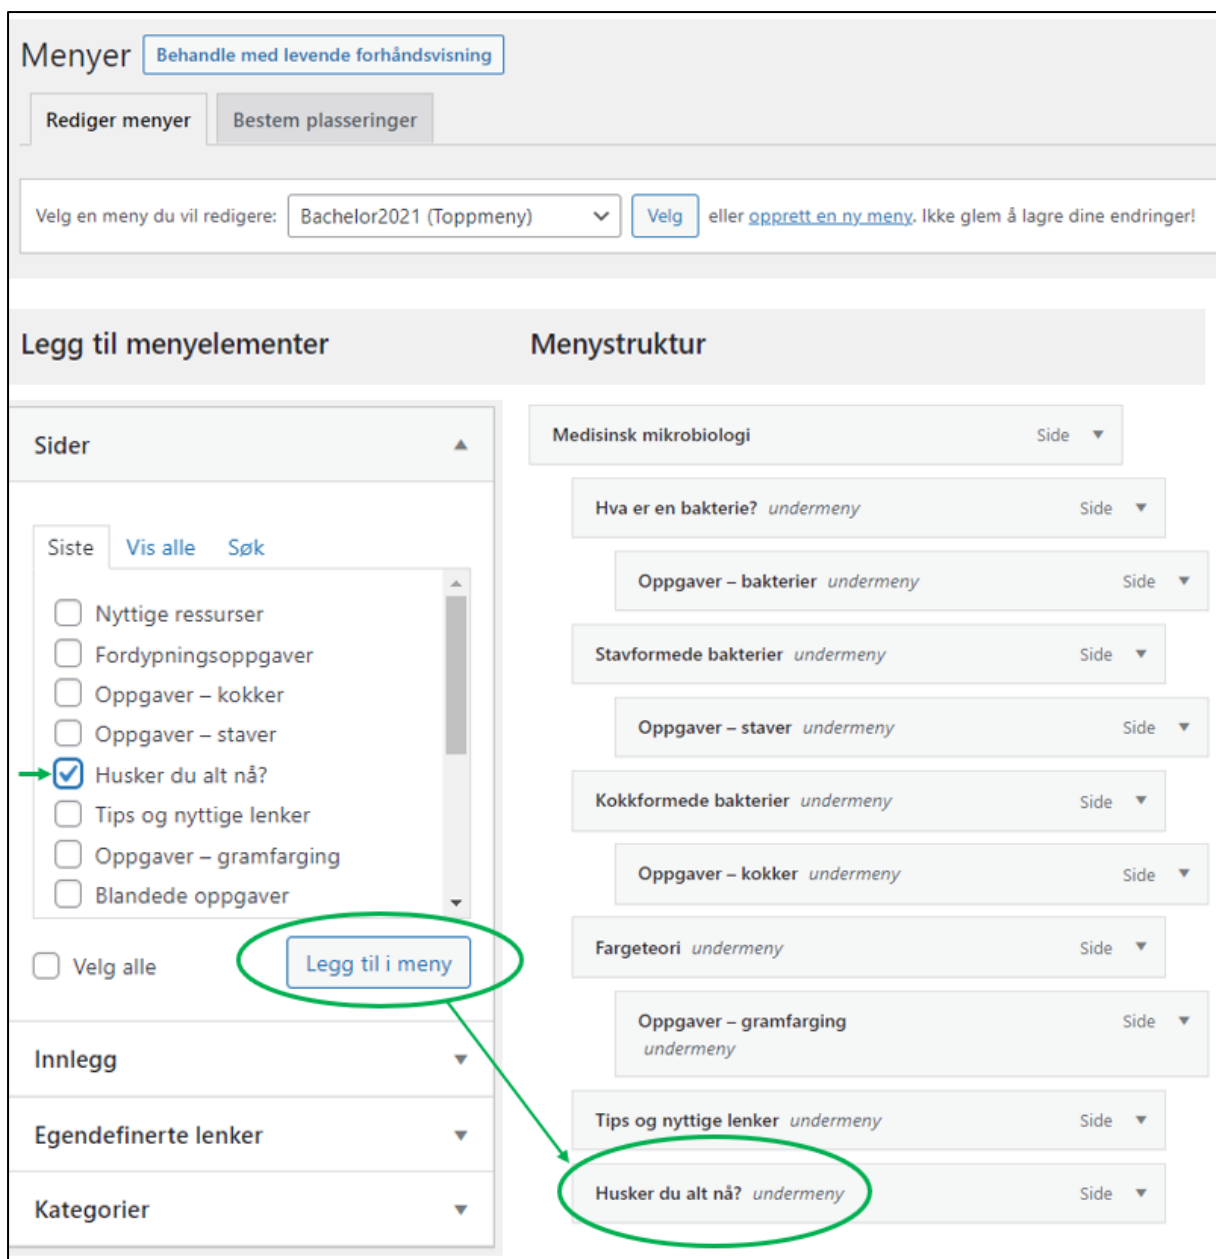 Menyer Behandle med levende forhåndsvisning
Rediger menyer Bestem plasseringer
Velg en meny du vil redigere: Bachelor2021 (Toppmeny) Velg eller opprett en ny meny. Ikke glem å lagre dine endringer!
Legg til menyelementer
Sider
Siste Vis alle Søk
Nyttige ressurser
Fordypningsoppgaver
Oppgaver – kokker
Oppgaver – staver
Husker du alt nå?
Tips og nyttige lenker
Oppgaver – gramfarging
Blandede oppgaver
Velg alle Legg til i meny
Innlegg
Egendefinerte lenker
Kategorier
Menystruktur
Medisinsk mikrobiologi Side
Hva er en bakterie? undermeny Side
Oppgaver – bakterier undermeny Side
Stavformede bakterier undermeny Side
Oppgaver – staver undermeny Side
Kokkformede bakterier undermeny Side
Oppgaver – kokker undermeny Side
Fargeteori undermeny Side
Oppgaver – gramfarging Side
undermeny
Tips og nyttige lenker undermeny Side
Husker du alt nå? undermeny Side